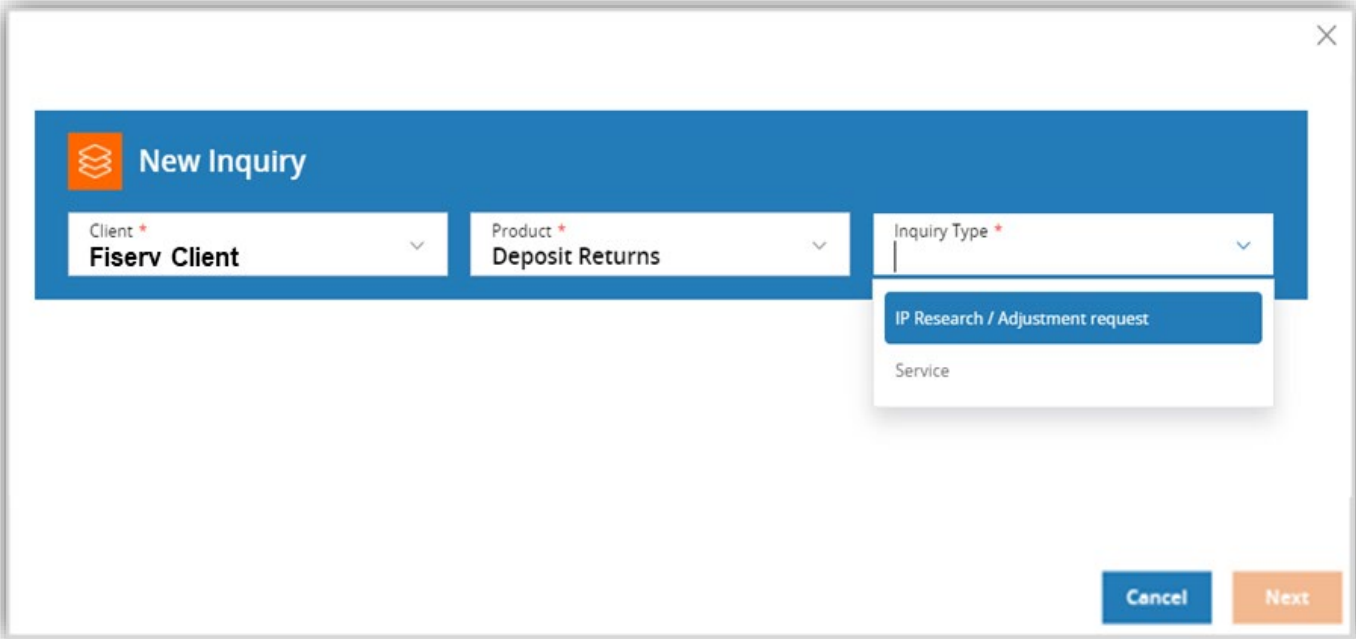 New Inquiry
Client *
Fiserv Client
Product *
Deposit Returns
Inquiry Type *
IP Research / Adjustment request
Service
Cancel
Next